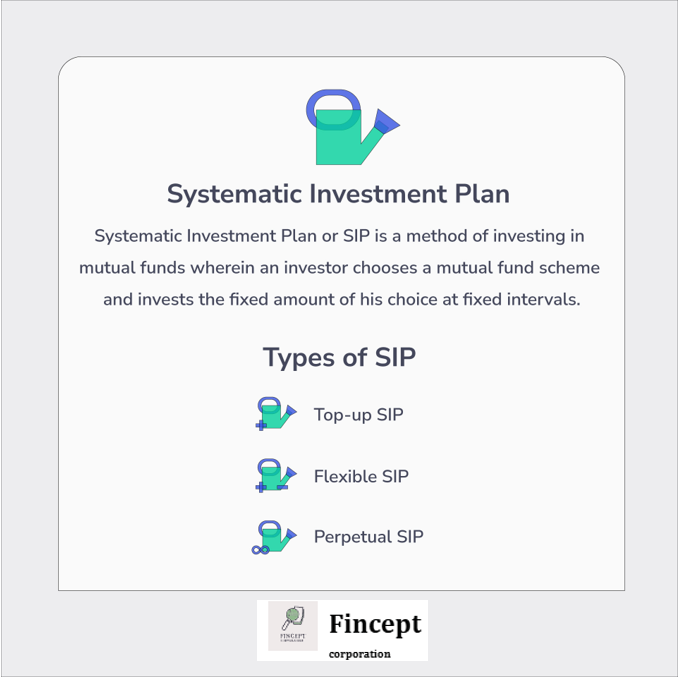 Systematic Investment Plan
Systematic Investment Plan or SIP is a method of investing in
mutual funds wherein an investor chooses a mutual fund scheme
and invests the fixed amount of his choice at fixed intervals.
Types of SIP
Top-up SIP
Flexible SIP
Perpetual SIP
FINCEPT
Fincept
corporation